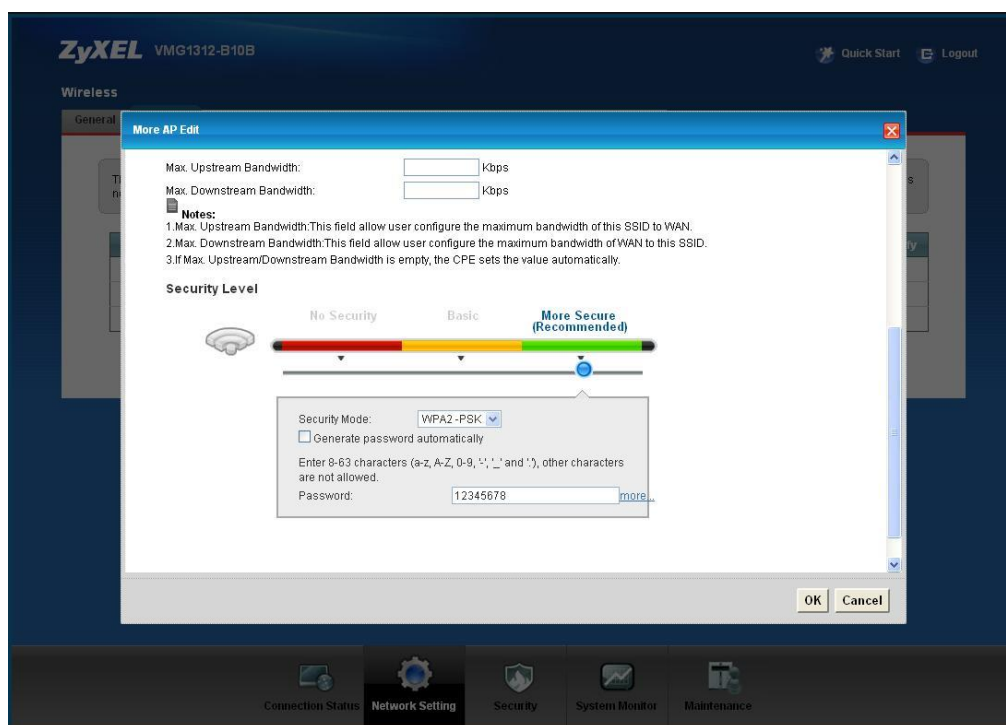 ZyXEL VMG1312-B10B
Quick Start Logout
Wireless
General
More AP Edit
Max. Upstream Bandwidth: Kbps
Max. Downstream Bandwidth: Kbps
Notes:
1.Max. Upstream Bandwidth:This field allow user configure the maximum bandwidth of this SSID to WAN.
2.Max. Downstream Bandwidth:This field allow user configure the maximum bandwidth of WAN to this SSID.
3.If Max. Upstream/Downstream Bandwidth is empty, the CPE sets the value automatically.
Security Level
No Security Basic More Secure
(Recommended)
Security Mode: WPA2-PSK
Generate password automatically
Enter 8-63 characters (a-z, A-Z, 0-9, '-', '_' and '.'), other characters
are not allowed.
Password: 12345678 more...
OK Cancel
Connection Status Network Setting Security System Monitor Maintenance